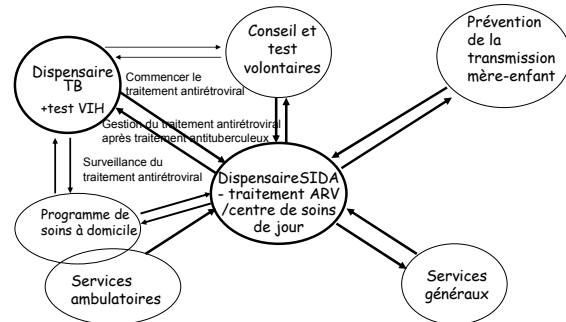 Conseil et
test
volontaires
Prévention
de la
transmission
mère-enfant
Dispensaire
TB
+test VIH
Commencer le
traitement antirétroviral
Gestion du traitement antirétroviral
après traitement antituberculeux
Surveillance du
traitement antirétroviral
DispensaireSIDA
- traitement ARV
/centre de soins
de jour
Programme de
soins à domicile
Services
ambulatoires
Services
généraux